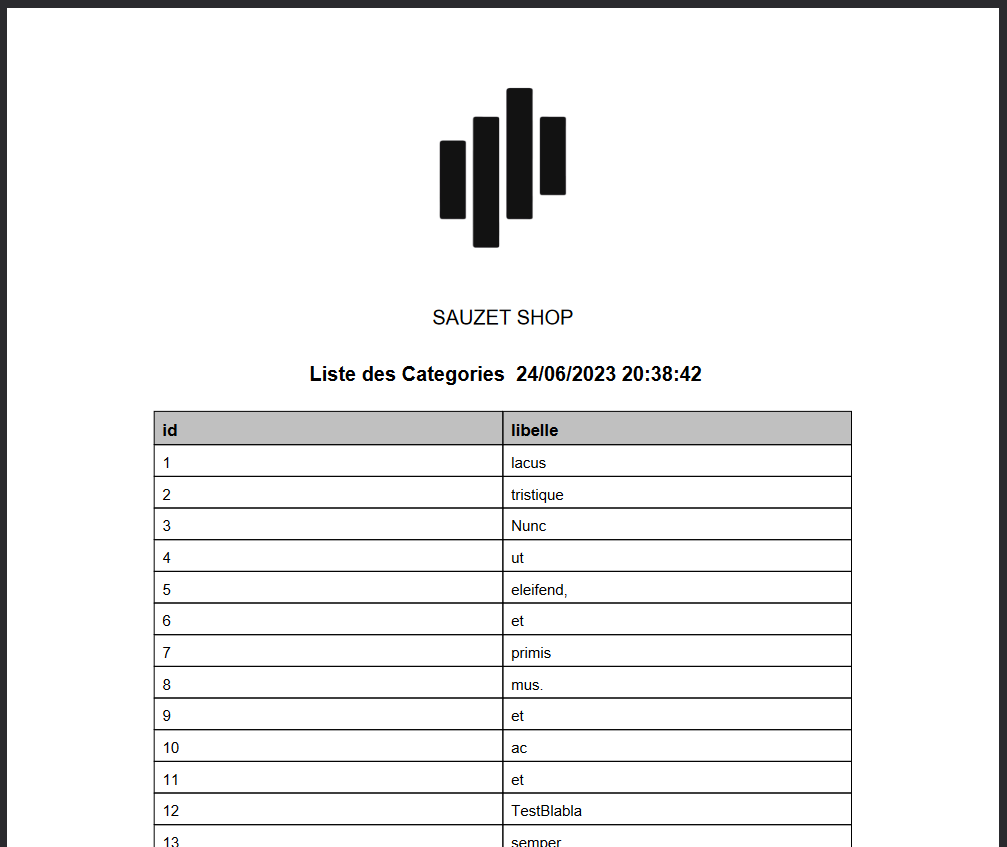 SAUZET SHOP
Liste des Categories 24/06/2023 20:38:42
id libelle
1 lacus
2 tristique
3 Nunc
4 ut
5 eleifend,
6 et
7 primis
8 mus.
9 et
10 ac
11 et
12 TestBlabla
13 semper